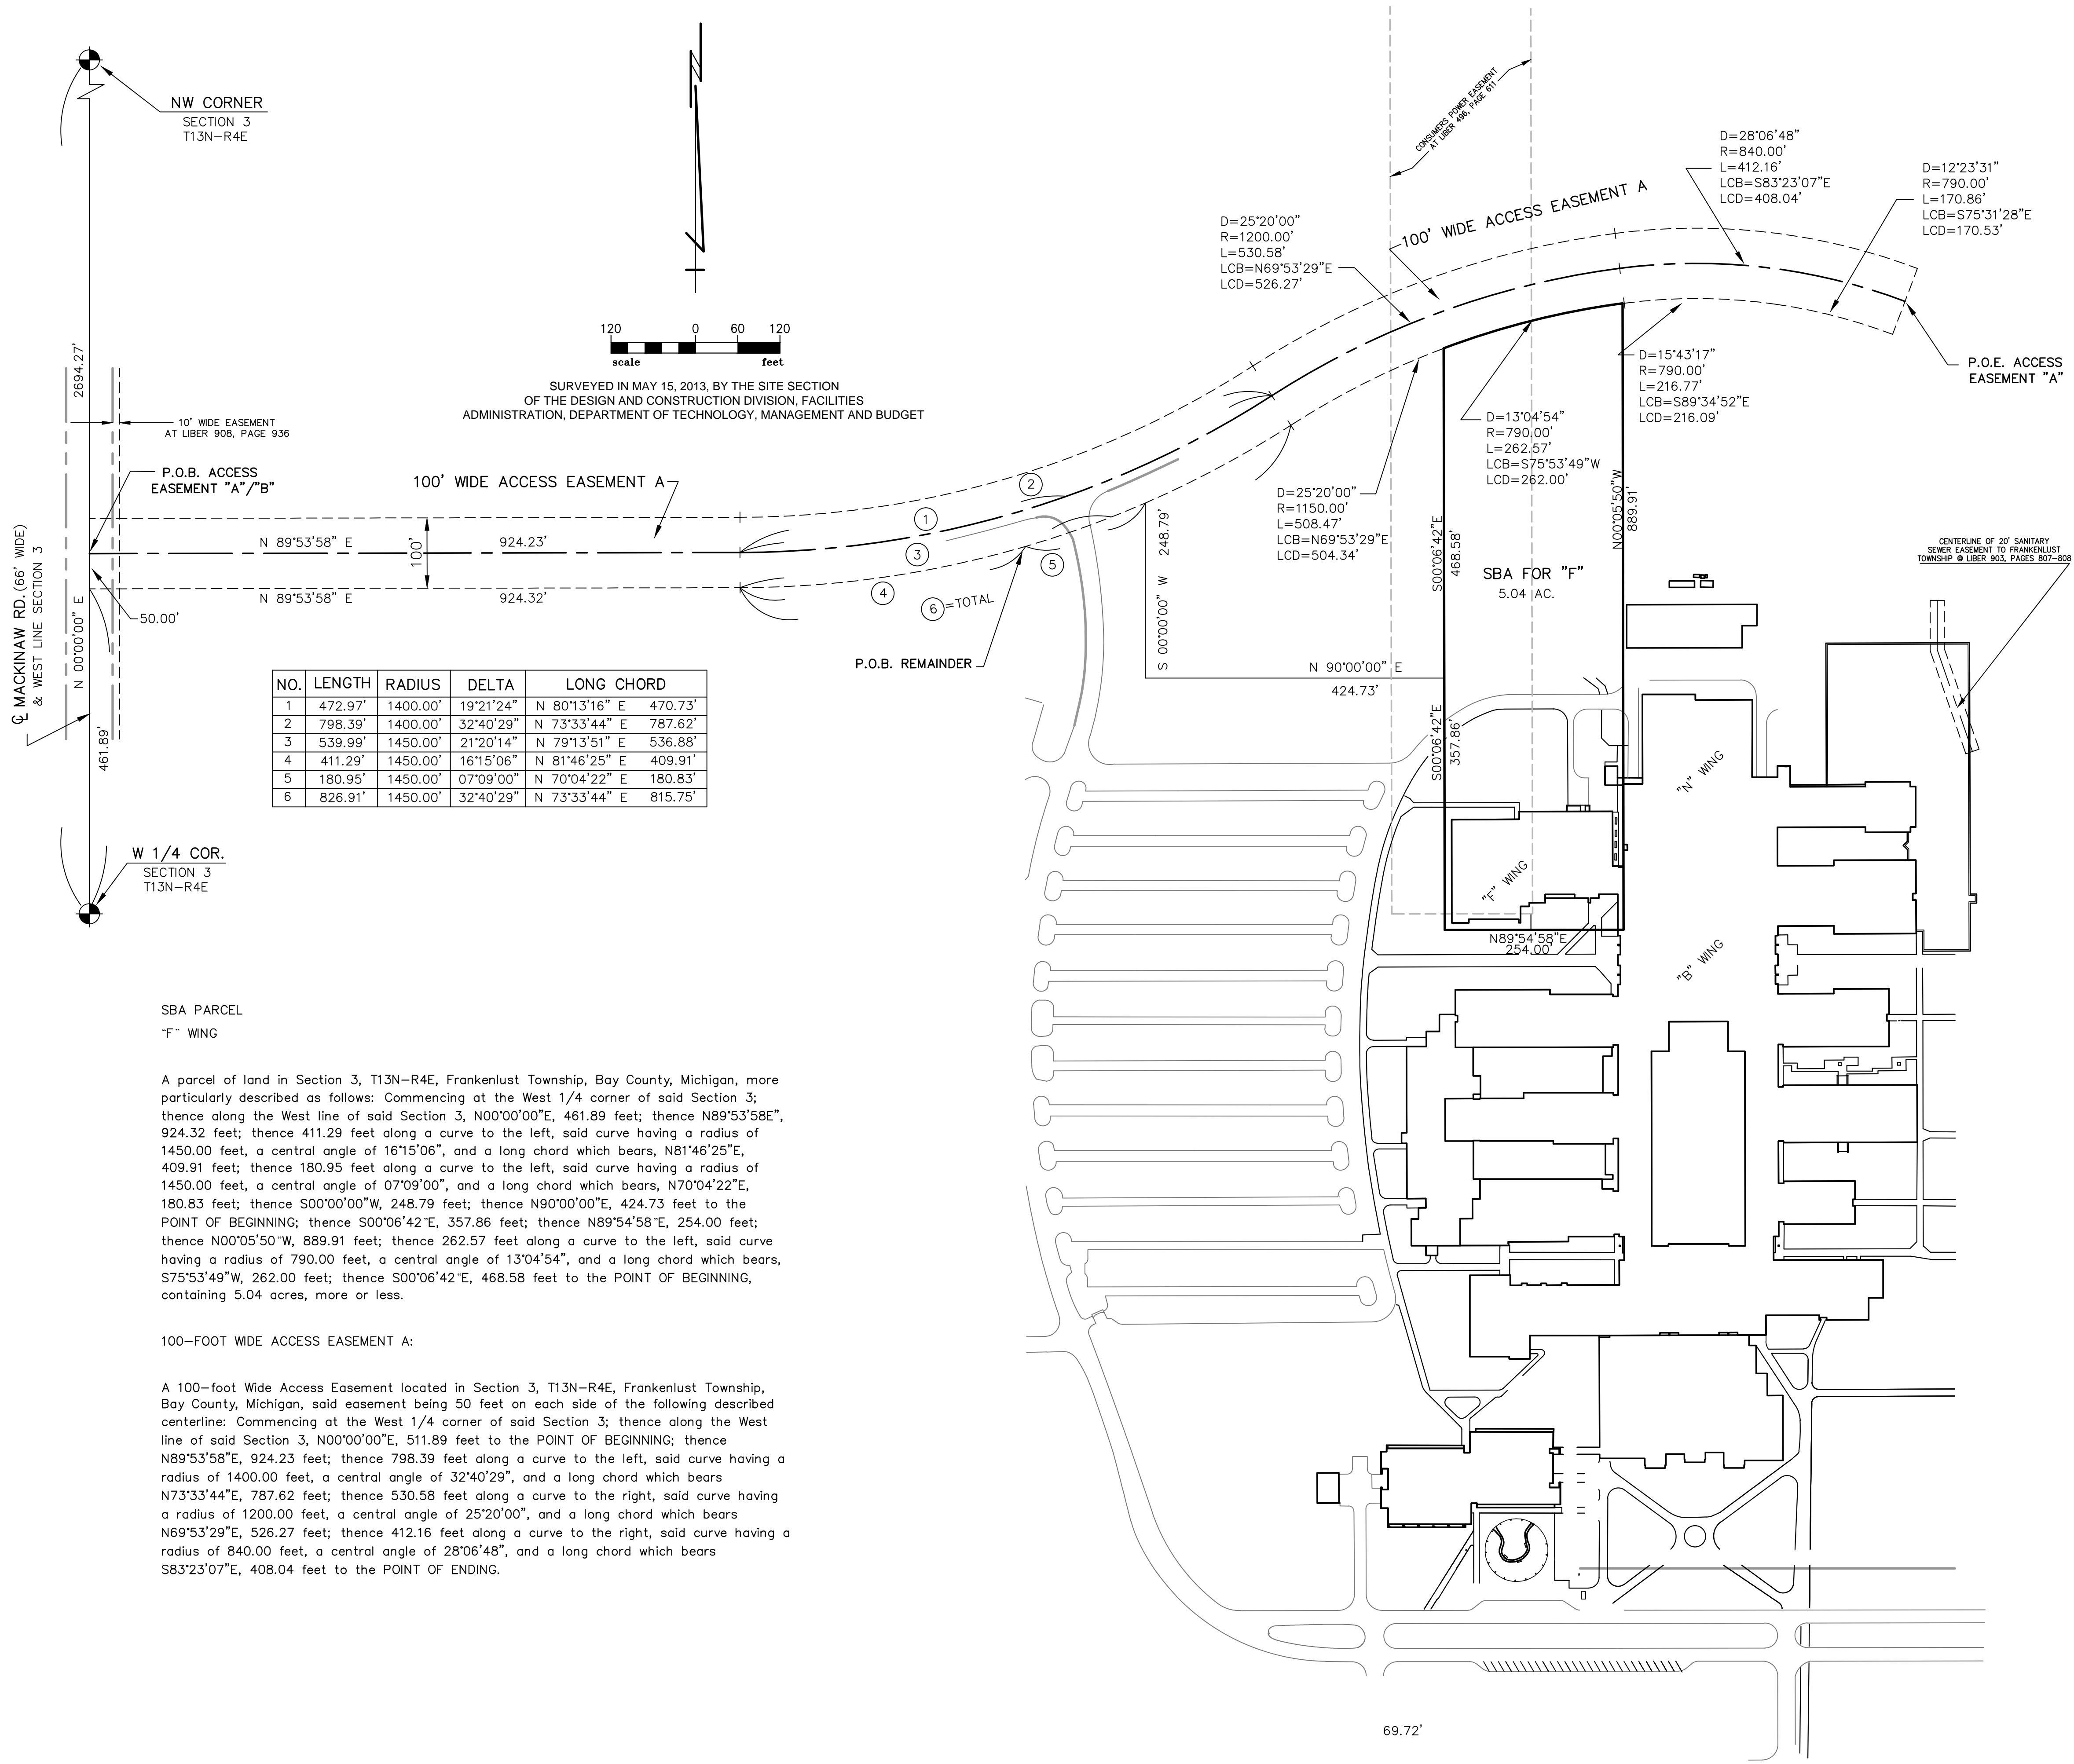 NW CORNER
SECTION 3
T13N-R4E
2694.27'
10' WIDE EASEMENT
AT LIBER 908, PAGE 936
P.O.B. ACCESS
EASEMENT "A"/"B"
℄ MACKINAW RD. (66' WIDE)
& WEST LINE SECTION 3
N 00°00'00" E
461.89'
50.00'
W 1/4 COR.
SECTION 3
T13N-R4E
120 0 60 120
scale feet
SURVEYED IN MAY 15, 2013, BY THE SITE SECTION
OF THE DESIGN AND CONSTRUCTION DIVISION, FACILITIES
ADMINISTRATION, DEPARTMENT OF TECHNOLOGY, MANAGEMENT AND BUDGET
100' WIDE ACCESS EASEMENT A
N 89°53'58" E 924.23'
100'
N 89°53'58" E 924.32'
1
2
3
4
5
6 =TOTAL
P.O.B. REMAINDER
NO. LENGTH RADIUS DELTA LONG CHORD
1 472.97' 1400.00' 19°21'24" N 80°13'16" E 470.73'
2 798.39' 1400.00' 32°40'29" N 73°33'44" E 787.62'
3 539.99' 1450.00' 21°20'14" N 79°13'51" E 536.88'
4 411.29' 1450.00' 16°15'06" N 81°46'25" E 409.91'
5 180.95' 1450.00' 07°09'00" N 70°04'22" E 180.83'
6 826.91' 1450.00' 32°40'29" N 73°33'44" E 815.75'
CONSUMERS POWER EASEMENT
AT LIBER 496, PAGE 611
100' WIDE ACCESS EASEMENT A
D=25°20'00"
R=1200.00'
L=530.58'
LCB=N69°53'29"E
LCD=526.27'
D=28°06'48"
R=840.00'
L=412.16'
LCB=S83°23'07"E
LCD=408.04'
D=12°23'31"
R=790.00'
L=170.86'
LCB=S75°31'28"E
LCD=170.53'
P.O.E. ACCESS
EASEMENT "A"
D=15°43'17"
R=790.00'
L=216.77'
LCB=S89°34'52"E
LCD=216.09'
D=13°04'54"
R=790.00'
L=262.57'
LCB=S75°53'49"W
LCD=262.00'
D=25°20'00"
R=1150.00'
L=508.47'
LCB=N69°53'29"E
LCD=504.34'
S 00°00'00" W 248.79'
N 90°00'00" E
424.73'
S00°06'42"E
468.58'
N00°05'50"W
889.91'
SBA FOR "F"
5.04 AC.
S00°06'42"E
357.86'
CENTERLINE OF 20' SANITARY
SEWER EASEMENT TO FRANKENLUST
TOWNSHIP @ LIBER 903, PAGES 807-808
"N" WING
"F" WING
N89°54'58"E
254.00'
"B" WING
69.72'
SBA PARCEL
"F" WING
A parcel of land in Section 3, T13N-R4E, Frankenlust Township, Bay County, Michigan, more
particularly described as follows: Commencing at the West 1/4 corner of said Section 3;
thence along the West line of said Section 3, N00°00'00"E, 461.89 feet; thence N89°53'58E",
924.32 feet; thence 411.29 feet along a curve to the left, said curve having a radius of
1450.00 feet, a central angle of 16°15'06", and a long chord which bears, N81°46'25"E,
409.91 feet; thence 180.95 feet along a curve to the left, said curve having a radius of
1450.00 feet, a central angle of 07°09'00", and a long chord which bears, N70°04'22"E,
180.83 feet; thence S00°00'00"W, 248.79 feet; thence N90°00'00"E, 424.73 feet to the
POINT OF BEGINNING; thence S00°06'42"E, 357.86 feet; thence N89°54'58"E, 254.00 feet;
thence N00°05'50"W, 889.91 feet; thence 262.57 feet along a curve to the left, said curve
having a radius of 790.00 feet, a central angle of 13°04'54", and a long chord which bears,
S75°53'49"W, 262.00 feet; thence S00°06'42"E, 468.58 feet to the POINT OF BEGINNING,
containing 5.04 acres, more or less.
100-FOOT WIDE ACCESS EASEMENT A:
A 100-foot Wide Access Easement located in Section 3, T13N-R4E, Frankenlust Township,
Bay County, Michigan, said easement being 50 feet on each side of the following described
centerline: Commencing at the West 1/4 corner of said Section 3; thence along the West
line of said Section 3, N00°00'00"E, 511.89 feet to the POINT OF BEGINNING; thence
N89°53'58"E, 924.23 feet; thence 798.39 feet along a curve to the left, said curve having a
radius of 1400.00 feet, a central angle of 32°40'29", and a long chord which bears
N73°33'44"E, 787.62 feet; thence 530.58 feet along a curve to the right, said curve having
a radius of 1200.00 feet, a central angle of 25°20'00", and a long chord which bears
N69°53'29"E, 526.27 feet; thence 412.16 feet along a curve to the right, said curve having a
radius of 840.00 feet, a central angle of 28°06'48", and a long chord which bears
S83°23'07"E, 408.04 feet to the POINT OF ENDING.